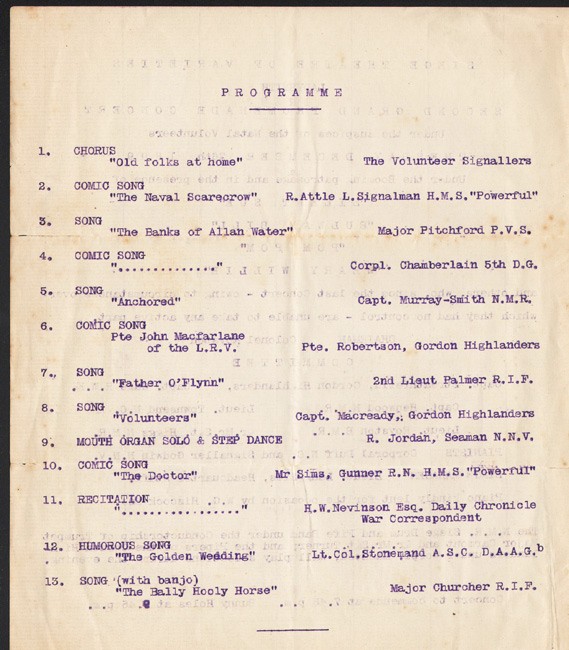 PROGRAMME
1. CHORUS
"Old folks at home" The Volunteer Signallers
2. COMIC SONG
"The Naval Scarecrow" R.Attle L.Signalman H.M.S."Powerful"
3. SONG
"The Banks of Allan Water" Major Pitchford P.V.S.
4. COMIC SONG
".............." Corpl. Chamberlain 5th D.G.
5. SONG
"Anchored" Capt. Murray-Smith N.M.R.
6. COMIC SONG
Pte John Macfarlane
of the L.R.V. Pte. Robertson, Gordon Highlanders
7. SONG
"Father O'Flynn" 2nd Lieut Palmer R.I.F.
8. SONG
"Volunteers" Capt. Macready, Gordon Highlanders
9. MOUTH ORGAN SOLO & STEP DANCE R. Jordan, Seaman N.N.V.
10. COMIC SONG
"The Doctor" Mr Sims, Gunner R.N. H.M.S."Powerful"
11. RECITATION
"................." H.W.Nevinson Esq. Daily Chronicle
War Correspondent
12. HUMOROUS SONG
"The Golden Wedding" Lt.Col.Stonemand A.S.C. D.A.A.G.b
13. SONG (with banjo)
"The Bally Hooly Horse" Major Churcher R.I.F.